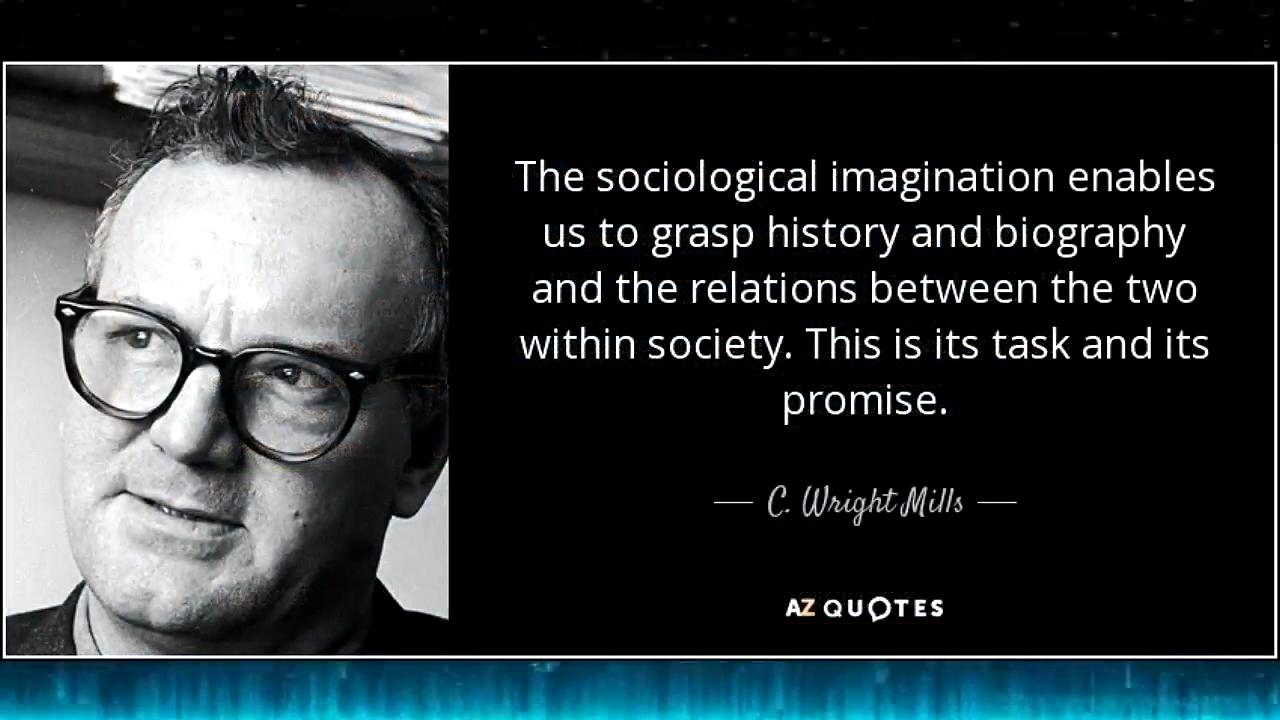 The sociological imagination enables
us to grasp history and biography
and the relations between the two
within society. This is its task and its
promise.
C. Wright Mills
AZ QUOTES